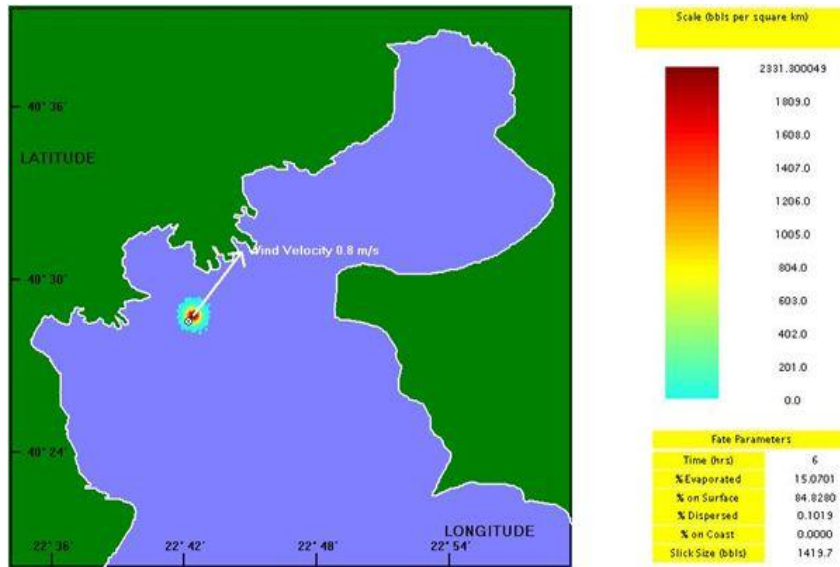 40° 36'
LATITUDE
Wind Velocity 0.8 m/s
40° 30'
40° 24'
LONGITUDE
22° 36'
22° 42'
22° 48'
22° 54'
Scale (bbls per square km)
2331.300049
1809.0
1608.0
1407.0
1206.0
1005.0
804.0
603.0
402.0
201.0
0.0
Fate Parameters
Time (hrs) 6
% Evaporated 15.0701
% on Surface 84.8280
% Dispersed 0.1019
% on Coast 0.0000
Slick Size (bbls) 1419.7